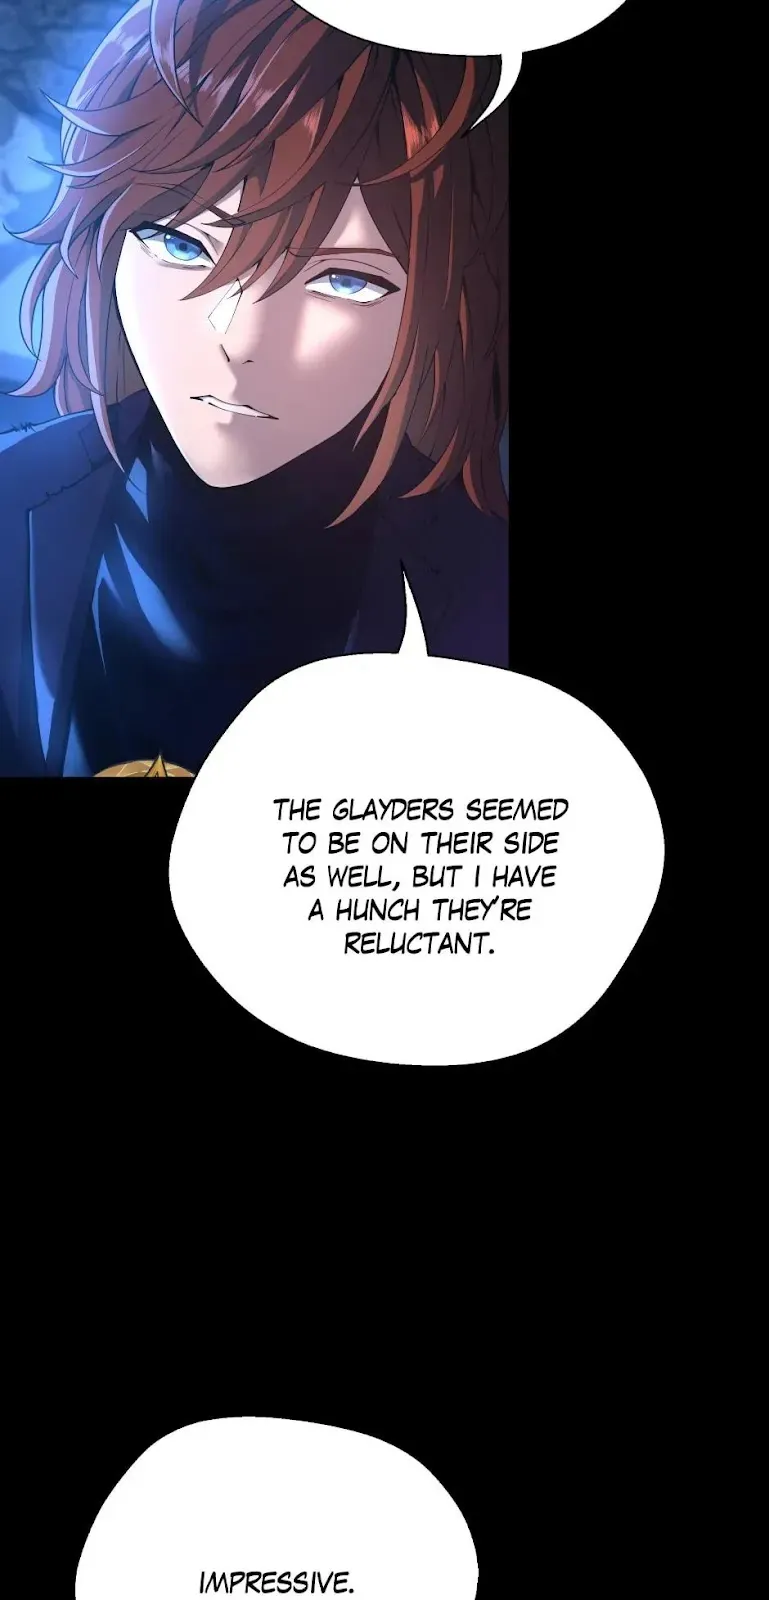 THE GLAYDERS SEEMED
TO BE ON THEIR SIDE
AS WELL, BUT I HAVE
A HUNCH THEY'RE
RELUCTANT.
IMPRESSIVE.